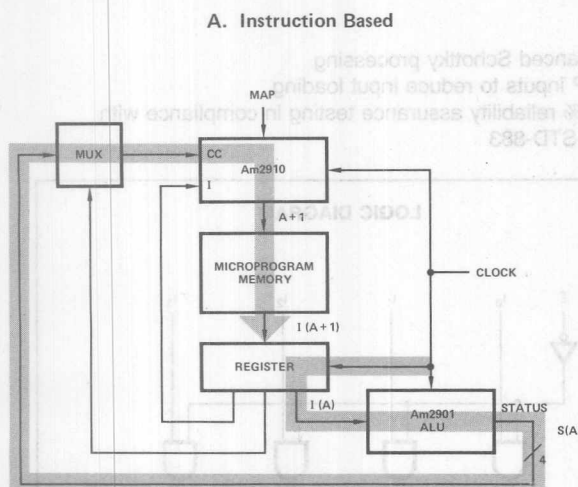 A. Instruction Based
anced Schottky processing
P inputs to reduce input loading
% reliability assurance testing in compliance with
-STD-883
MAP
MUX
CC
Am2910
I
LOGIC DIAGRA
A+1
MICROPROGRAM
MEMORY
CLOCK
I (A+1)
REGISTER
I (A)
Am2901
ALU
STATUS
S(A
4